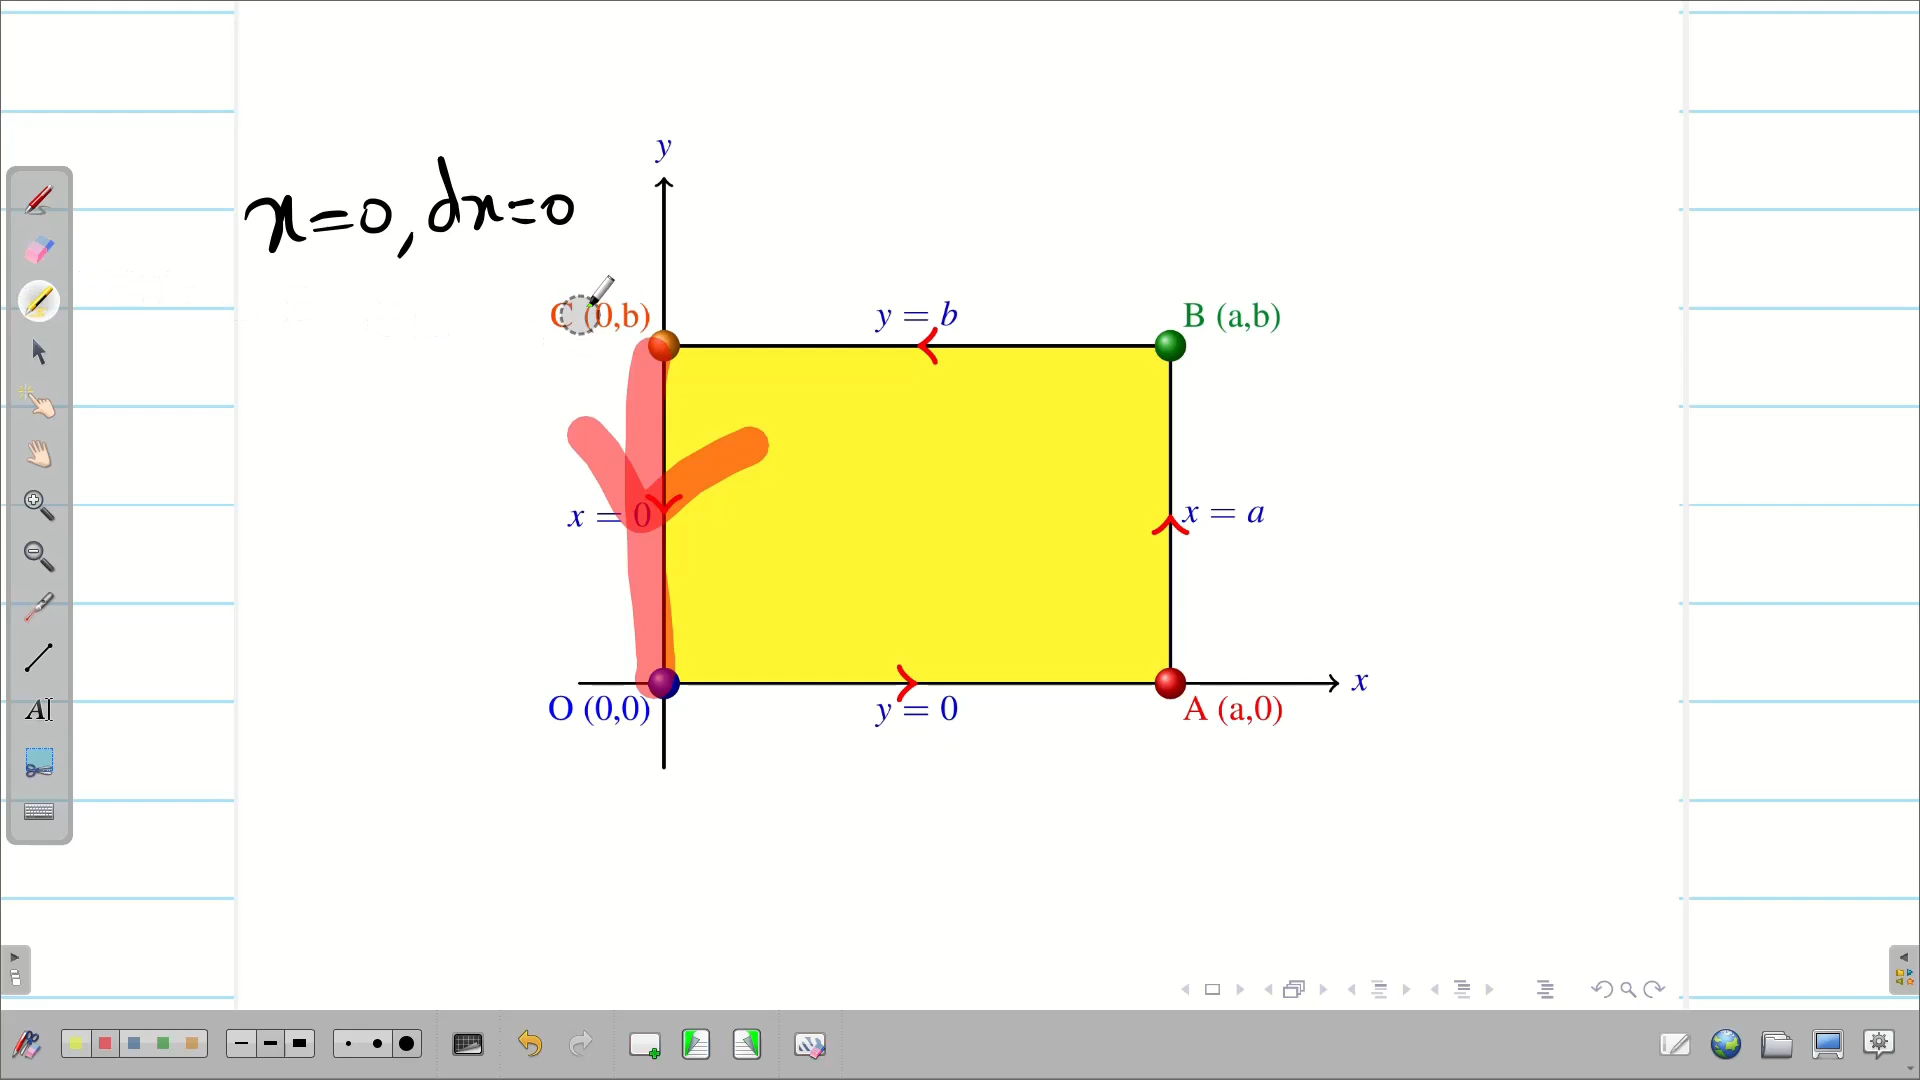 y
x=0, dx=0
C (0,b)
y = b
B (a,b)
x = 0
x = a
x
O (0,0)
y = 0
A (a,0)